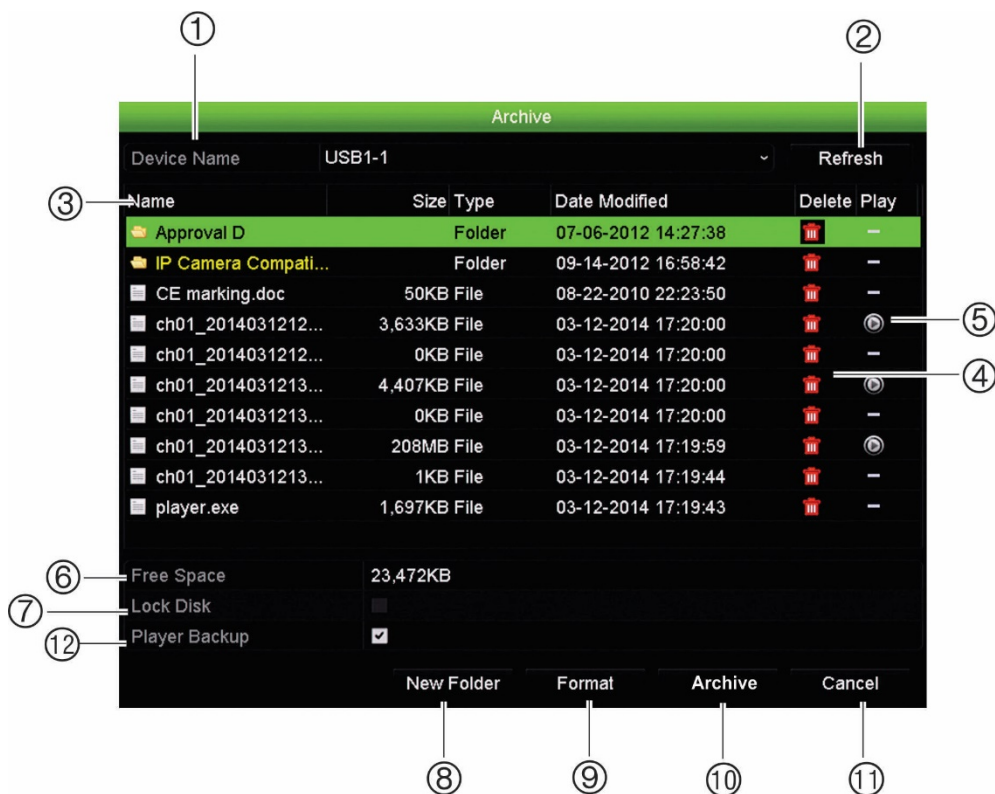 ① ②
Archive
Device Name USB1-1 Refresh
③ Name Size Type Date Modified Delete Play
Approval D Folder 07-06-2012 14:27:38 –
IP Camera Compati... Folder 09-14-2012 16:58:42 –
CE marking.doc 50KB File 08-22-2010 22:23:50 –
ch01_2014031212... 3,633KB File 03-12-2014 17:20:00 ⑤
ch01_2014031212... 0KB File 03-12-2014 17:20:00 –
ch01_2014031213... 4,407KB File 03-12-2014 17:20:00 ④
ch01_2014031213... 0KB File 03-12-2014 17:20:00 –
ch01_2014031213... 208MB File 03-12-2014 17:19:59
ch01_2014031213... 1KB File 03-12-2014 17:19:44 –
player.exe 1,697KB File 03-12-2014 17:19:43 –
⑥ Free Space 23,472KB
⑦ Lock Disk
⑫ Player Backup
New Folder Format Archive Cancel
⑧ ⑨ ⑩ ⑪